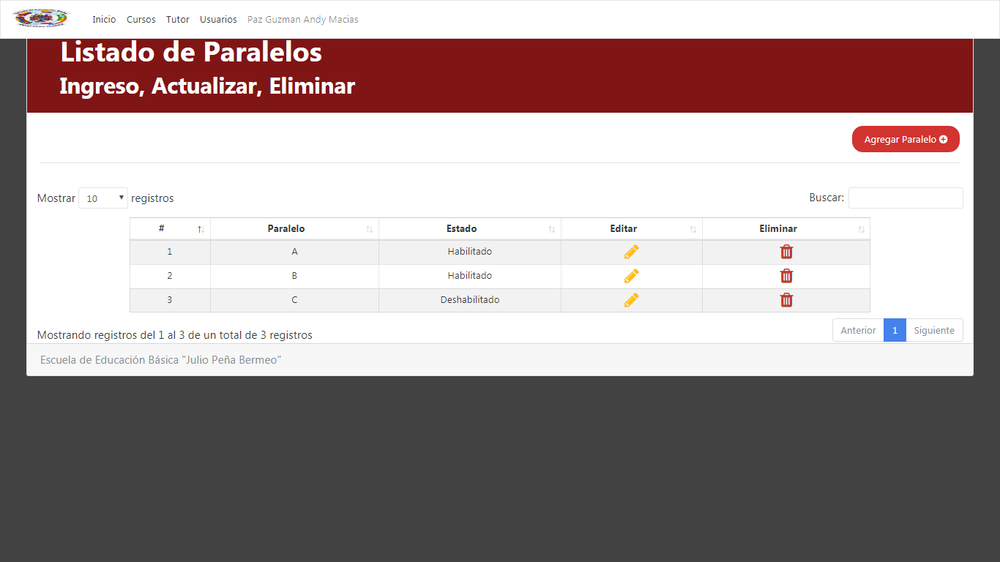 Inicio Cursos Tutor Usuarios Paz Guzman Andy Macias
Listado de Paralelos
Ingreso, Actualizar, Eliminar
Agregar Paralelo
Mostrar 10 registros Buscar:
# Paralelo Estado Editar Eliminar
1 A Habilitado
2 B Habilitado
3 C Deshabilitado
Mostrando registros del 1 al 3 de un total de 3 registros Anterior 1 Siguiente
Escuela de Educación Básica "Julio Peña Bermeo"